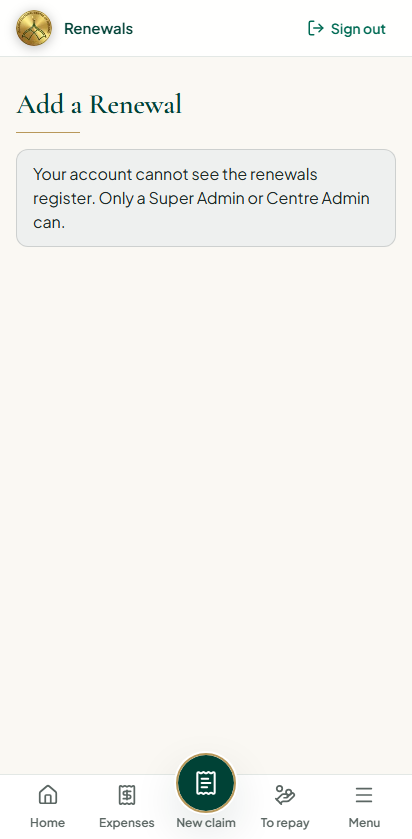 Renewals
Sign out
Add a Renewal
Your account cannot see the renewals
register. Only a Super Admin or Centre Admin
can.
Home
Expenses
New claim
To repay
Menu